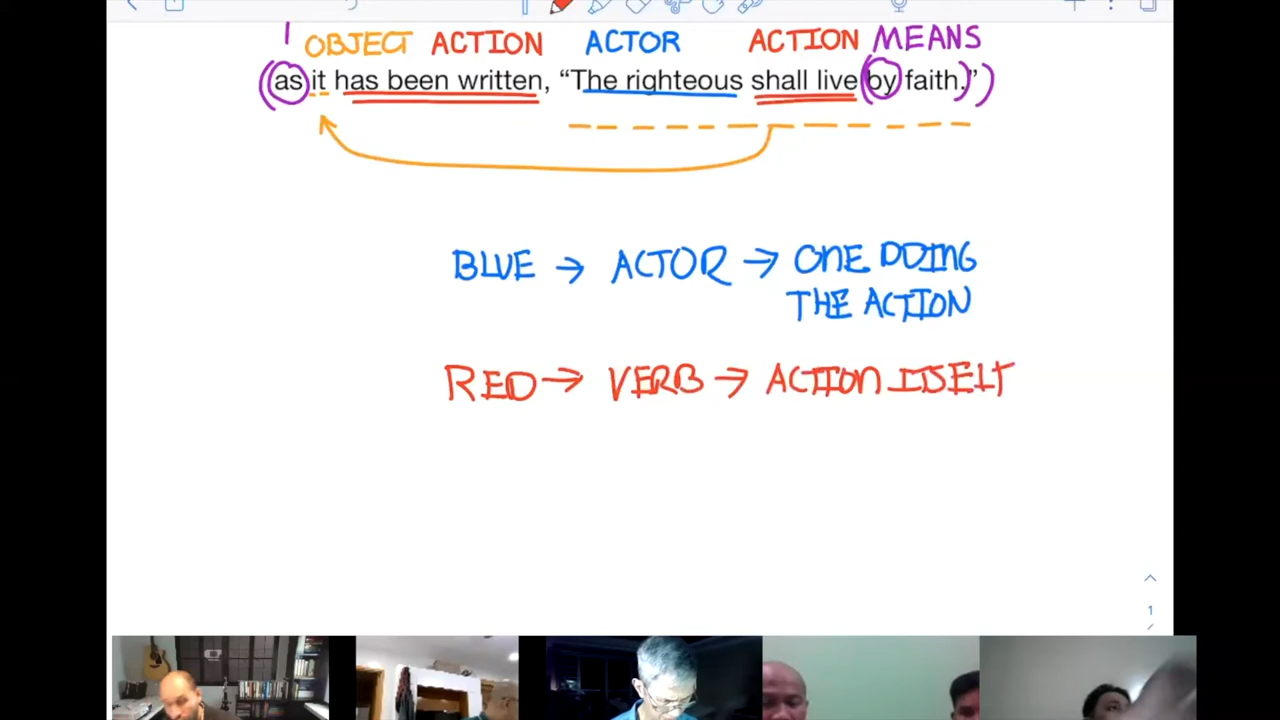 OBJECT ACTION ACTOR ACTION MEANS
(as it has been written, “The righteous shall live by faith.”)
BLUE → ACTOR → ONE DOING
THE ACTION
RED → VERB → ACTION ITSELF
1